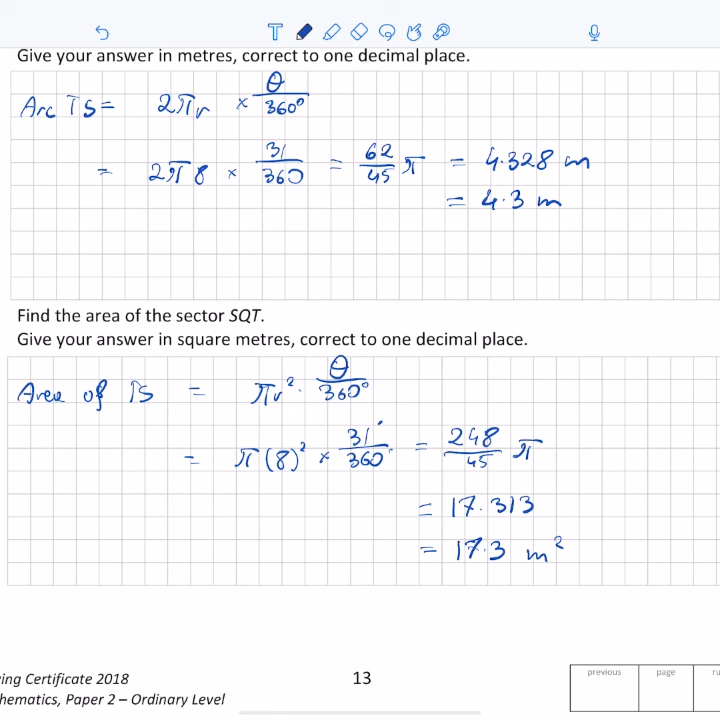 Give your answer in metres, correct to one decimal place.
Arc TS = 2πr × θ/360°
= 2π8 × 31/360 = 62/45 π = 4.328 m
= 4.3 m
Find the area of the sector SQT.
Give your answer in square metres, correct to one decimal place.
Area of TS = πr² · θ/360°
= π(8)² × 31°/360° = 248/45 π
= 17.313
= 17.3 m²
ing Certificate 2018
13
previous page ru
hematics, Paper 2 – Ordinary Level